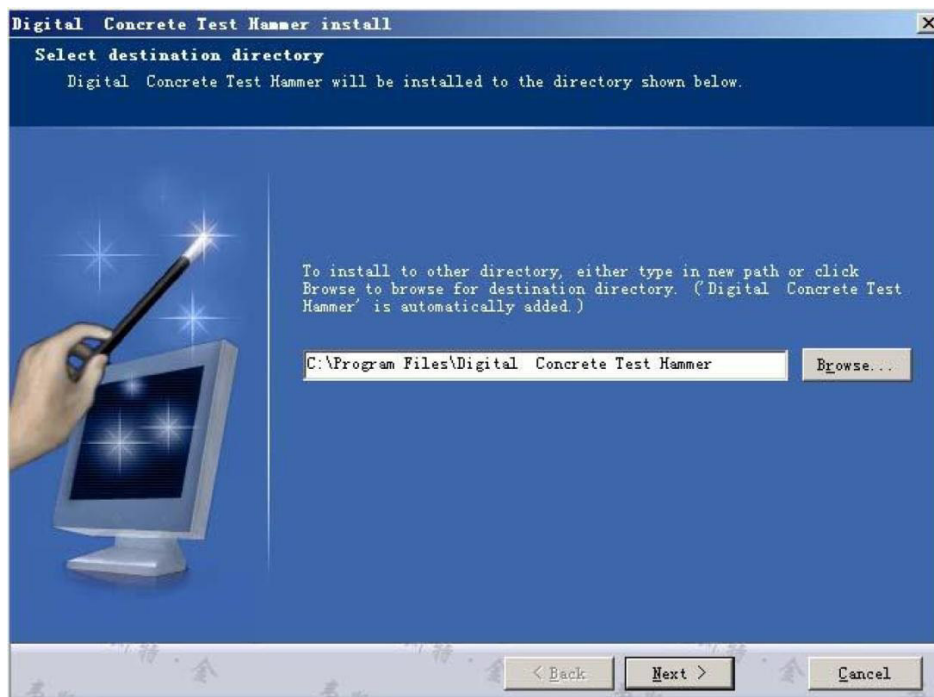 Digital  Concrete Test Hammer install
Select destination directory
Digital  Concrete Test Hammer will be installed to the directory shown below.
To install to other directory, either type in new path or click
Browse to browse for destination directory. ('Digital  Concrete Test
Hammer' is automatically added.)
C:\Program Files\Digital  Concrete Test Hammer
Browse...
< Back
Next >
Cancel